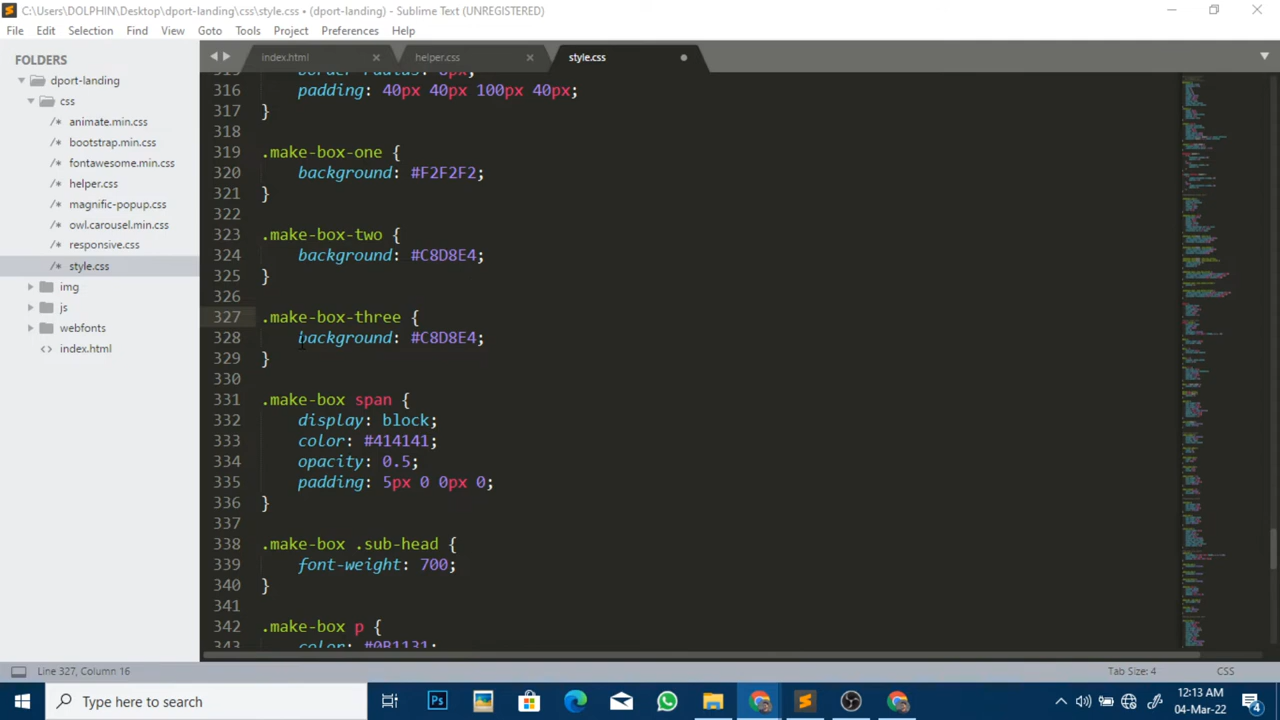 C:\Users\DOLPHIN\Desktop\dport-landing\css\style.css • (dport-landing) - Sublime Text (UNREGISTERED)
File Edit Selection Find View Goto Tools Project Preferences Help
FOLDERS
dport-landing
css
/* animate.min.css
/* bootstrap.min.css
/* fontawesome.min.css
/* helper.css
/* magnific-popup.css
/* owl.carousel.min.css
/* responsive.css
/* style.css
img
js
webfonts
<> index.html
index.html × helper.css × style.css
316 padding: 40px 40px 100px 40px;
317 }
318
319 .make-box-one {
320 background: #F2F2F2;
321 }
322
323 .make-box-two {
324 background: #C8D8E4;
325 }
326
327 .make-box-three {
328 background: #C8D8E4;
329 }
330
331 .make-box span {
332 display: block;
333 color: #414141;
334 opacity: 0.5;
335 padding: 5px 0 0px 0;
336 }
337
338 .make-box .sub-head {
339 font-weight: 700;
340 }
341
342 .make-box p {
343 color: #0B1131;
Line 327, Column 16
Tab Size: 4
CSS
Type here to search
Ps
12:13 AM
04-Mar-22
4